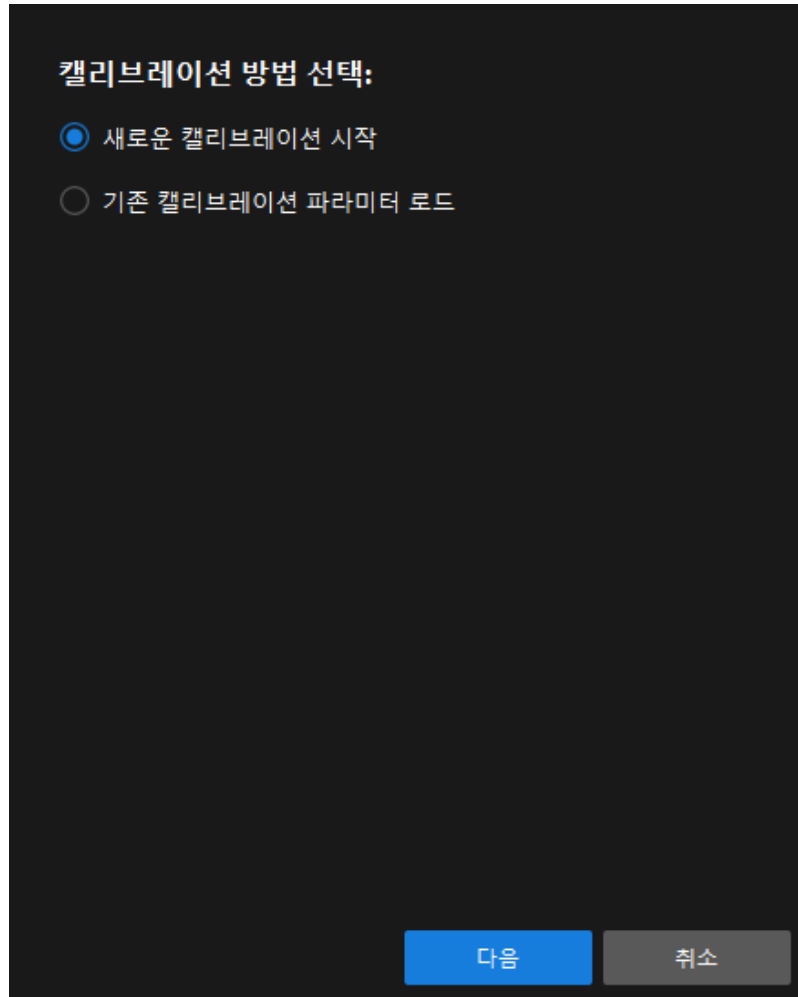 캘리브레이션 방법 선택:
새로운 캘리브레이션 시작
기존 캘리브레이션 파라미터 로드
다음
취소